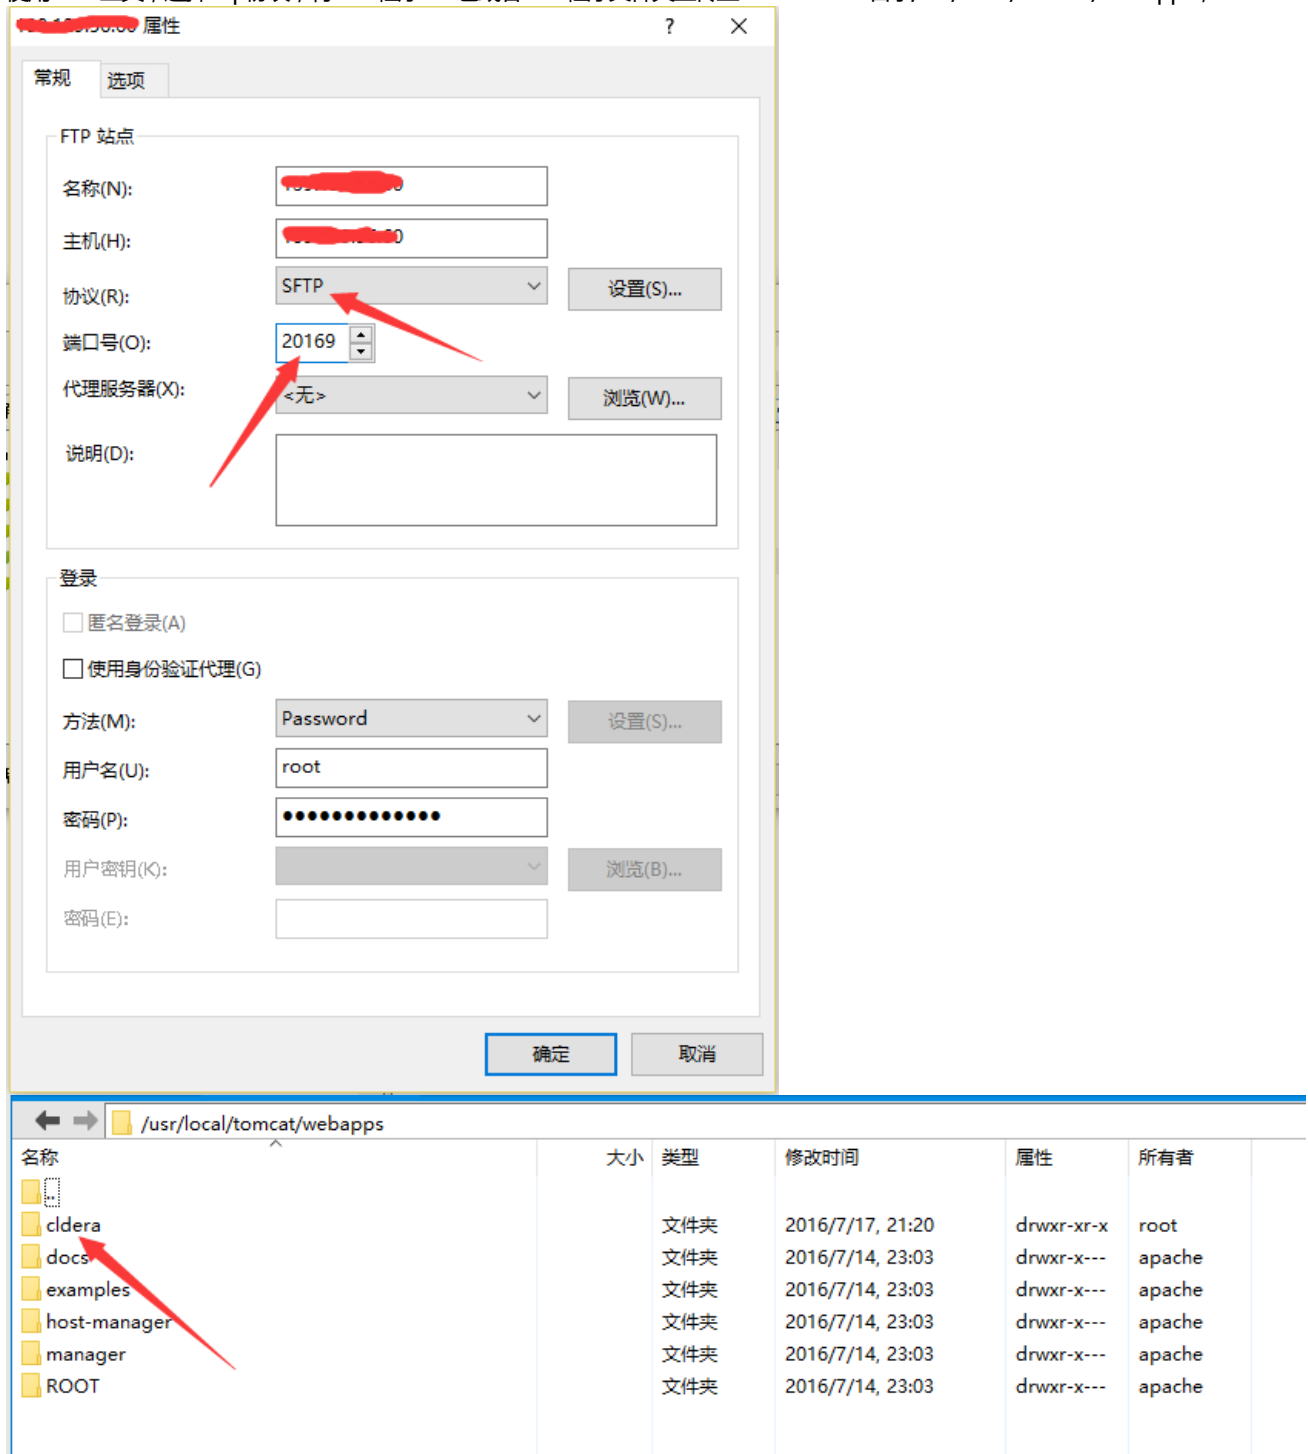 属性
常规
选项
FTP 站点
名称(N):
主机(H):
协议(R):
SFTP
设置(S)...
端口号(O):
20169
代理服务器(X):
<无>
浏览(W)...
说明(D):
登录
匿名登录(A)
使用身份验证代理(G)
方法(M):
Password
设置(S)...
用户名(U):
root
密码(P):
用户密钥(K):
浏览(B)...
密码(E):
确定
取消
/usr/local/tomcat/webapps
名称 大小 类型 修改时间 属性 所有者
..
cldera 文件夹 2016/7/17, 21:20 drwxr-xr-x root
docs 文件夹 2016/7/14, 23:03 drwxr-x--- apache
examples 文件夹 2016/7/14, 23:03 drwxr-x--- apache
host-manager 文件夹 2016/7/14, 23:03 drwxr-x--- apache
manager 文件夹 2016/7/14, 23:03 drwxr-x--- apache
ROOT 文件夹 2016/7/14, 23:03 drwxr-x--- apache